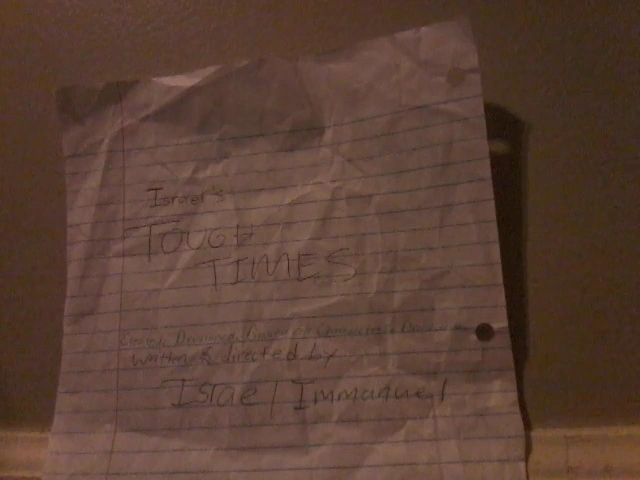 Israel's
TOUGH
TIMES
written & directed by
Israel Immanuel